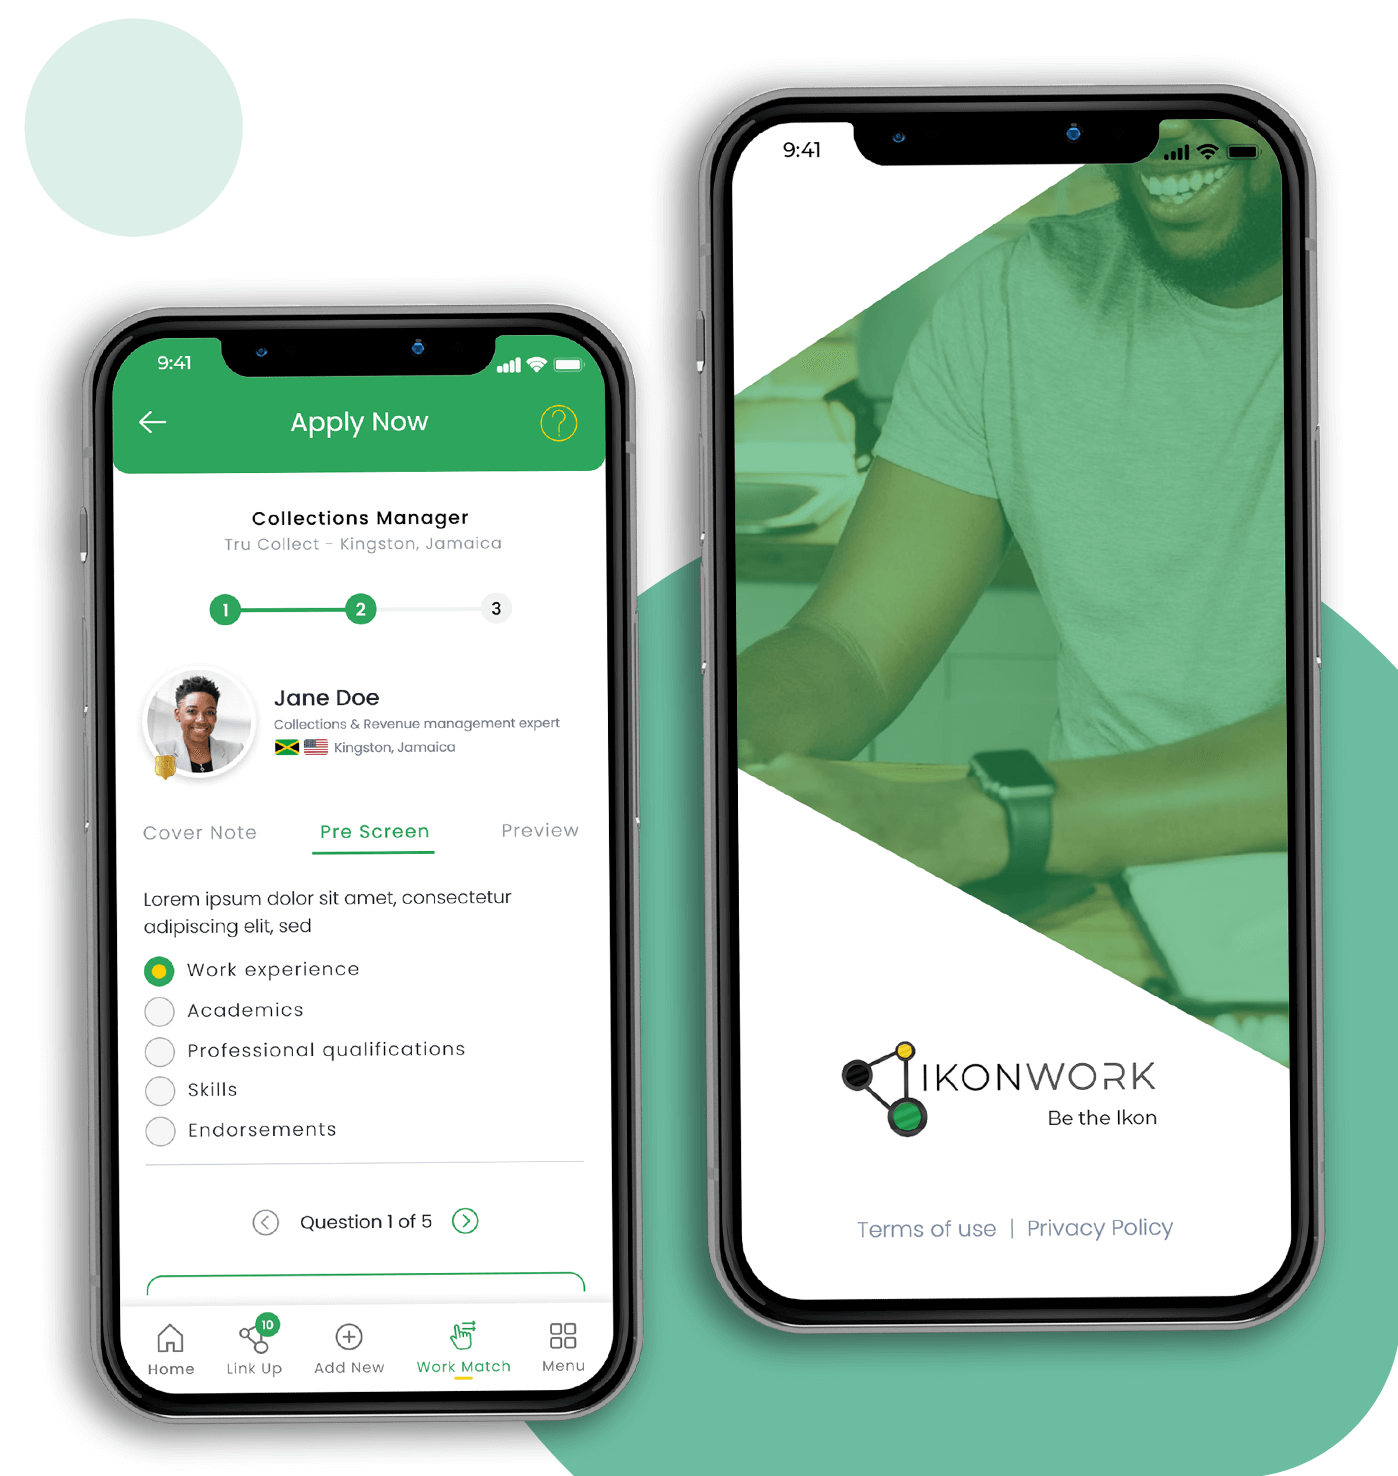 9:41
Apply Now
?
Collections Manager
Tru Collect - Kingston, Jamaica
1 2 3
Jane Doe
Collections & Revenue management expert
Kingston, Jamaica
Cover Note Pre Screen Preview
Lorem ipsum dolor sit amet, consectetur
adipiscing elit, sed
Work experience
Academics
Professional qualifications
Skills
Endorsements
Question 1 of 5
10
Home Link Up Add New Work Match Menu
9:41
IKONWORK
Be the Ikon
Terms of use | Privacy Policy